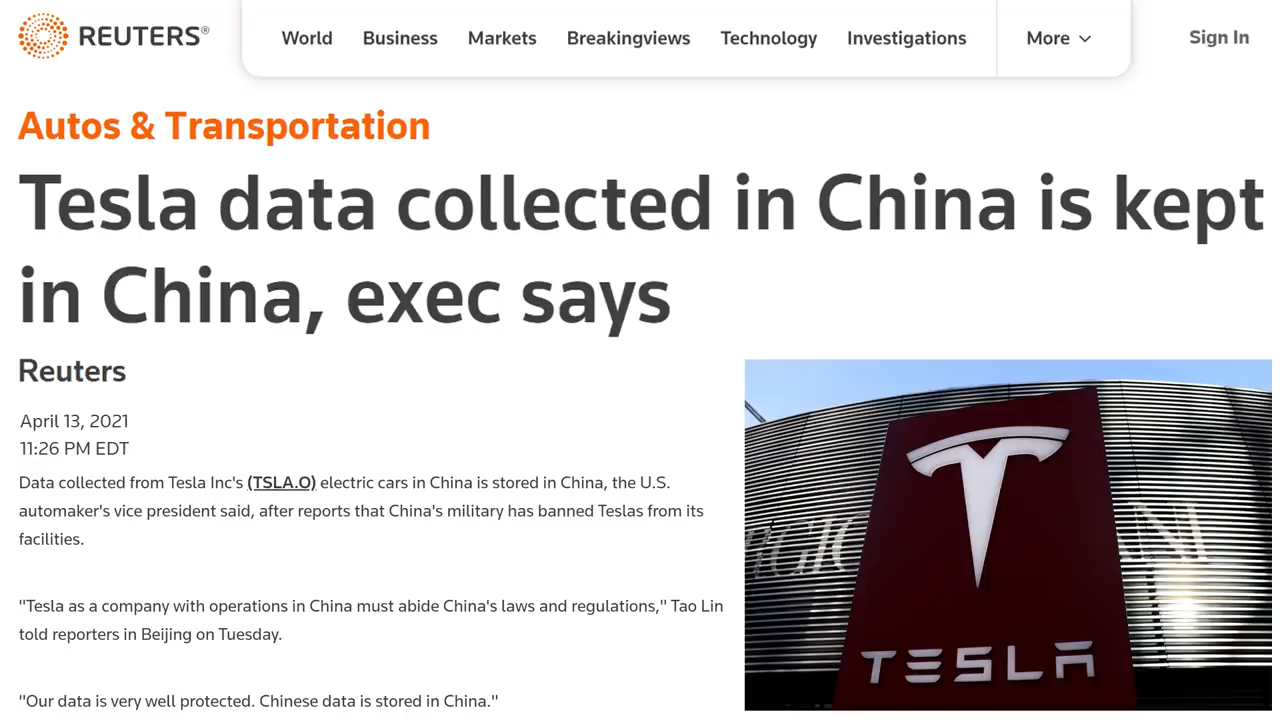 REUTERS®
World Business Markets Breakingviews Technology Investigations More Sign In
Autos & Transportation
Tesla data collected in China is kept
in China, exec says
Reuters
April 13, 2021
11:26 PM EDT
Data collected from Tesla Inc's (TSLA.O) electric cars in China is stored in China, the U.S.
automaker's vice president said, after reports that China's military has banned Teslas from its
facilities.
"Tesla as a company with operations in China must abide China's laws and regulations," Tao Lin
told reporters in Beijing on Tuesday.
"Our data is very well protected. Chinese data is stored in China."
TESLA